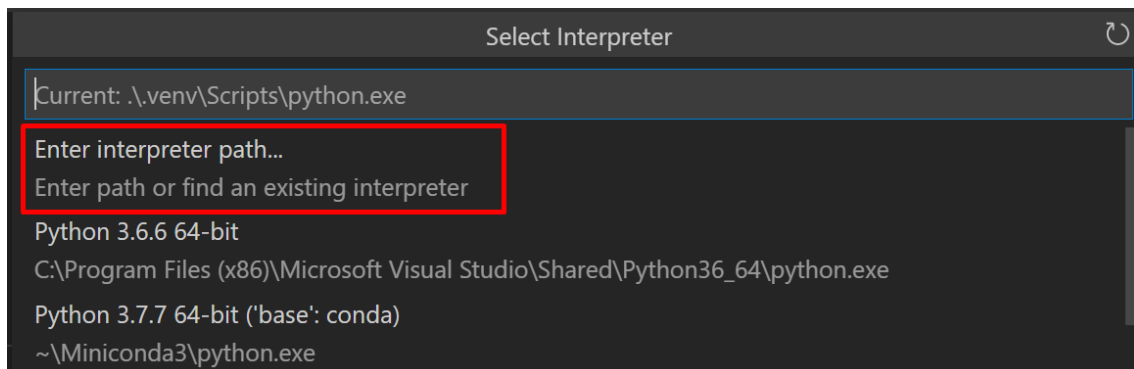 Select Interpreter
Current: .\.venv\Scripts\python.exe
Enter interpreter path...
Enter path or find an existing interpreter
Python 3.6.6 64-bit
C:\Program Files (x86)\Microsoft Visual Studio\Shared\Python36_64\python.exe
Python 3.7.7 64-bit ('base': conda)
~\Miniconda3\python.exe